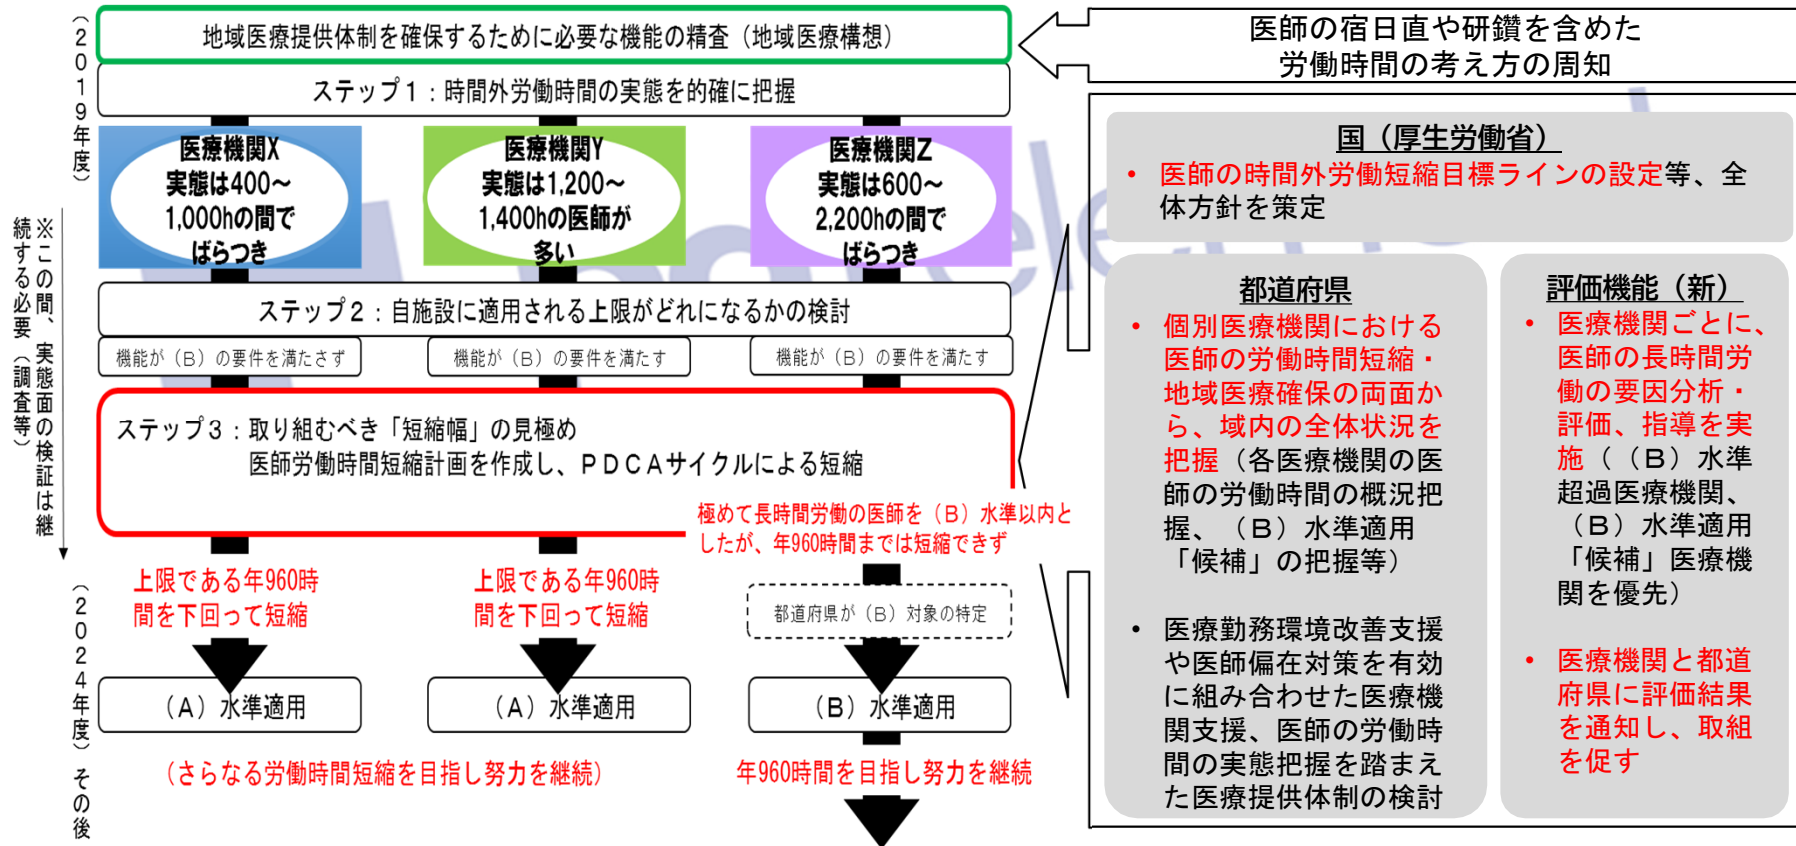 （2019年度）
地域医療提供体制を確保するために必要な機能の精査（地域医療構想）
医師の宿日直や研鑽を含めた
労働時間の考え方の周知
ステップ１：時間外労働時間の実態を的確に把握
医療機関X
実態は400～
1,000hの間で
ばらつき
医療機関Y
実態は1,200～
1,400hの医師が
多い
医療機関Z
実態は600～
2,200hの間で
ばらつき
※この間、実態面の検証は継
続する必要（調査等）
ステップ２：自施設に適用される上限がどれになるかの検討
機能が（Ｂ）の要件を満たさず
機能が（Ｂ）の要件を満たす
機能が（Ｂ）の要件を満たす
ステップ３：取り組むべき「短縮幅」の見極め
医師労働時間短縮計画を作成し、ＰＤＣＡサイクルによる短縮
極めて長時間労働の医師を（Ｂ）水準以内と
したが、年960時間までは短縮できず
上限である年960時
間を下回って短縮
上限である年960時
間を下回って短縮
都道府県が（Ｂ）対象の特定
（2024年度）その後
（Ａ）水準適用
（Ａ）水準適用
（Ｂ）水準適用
（さらなる労働時間短縮を目指し努力を継続）
年960時間を目指し努力を継続
国（厚生労働省）
• 医師の時間外労働短縮目標ラインの設定等、全
体方針を策定
都道府県
• 個別医療機関における
医師の労働時間短縮・
地域医療確保の両面か
ら、域内の全体状況を
把握（各医療機関の医
師の労働時間の概況把
握、（Ｂ）水準適用
「候補」の把握等）
• 医療勤務環境改善支援
や医師偏在対策を有効
に組み合わせた医療機
関支援、医師の労働時
間の実態把握を踏まえ
た医療提供体制の検討
評価機能（新）
• 医療機関ごとに、
医師の長時間労
働の要因分析・
評価、指導を実
施（（Ｂ）水準
超過医療機関、
（Ｂ）水準適用
「候補」医療機
関を優先）
• 医療機関と都道
府県に評価結果
を通知し、取組
を促す